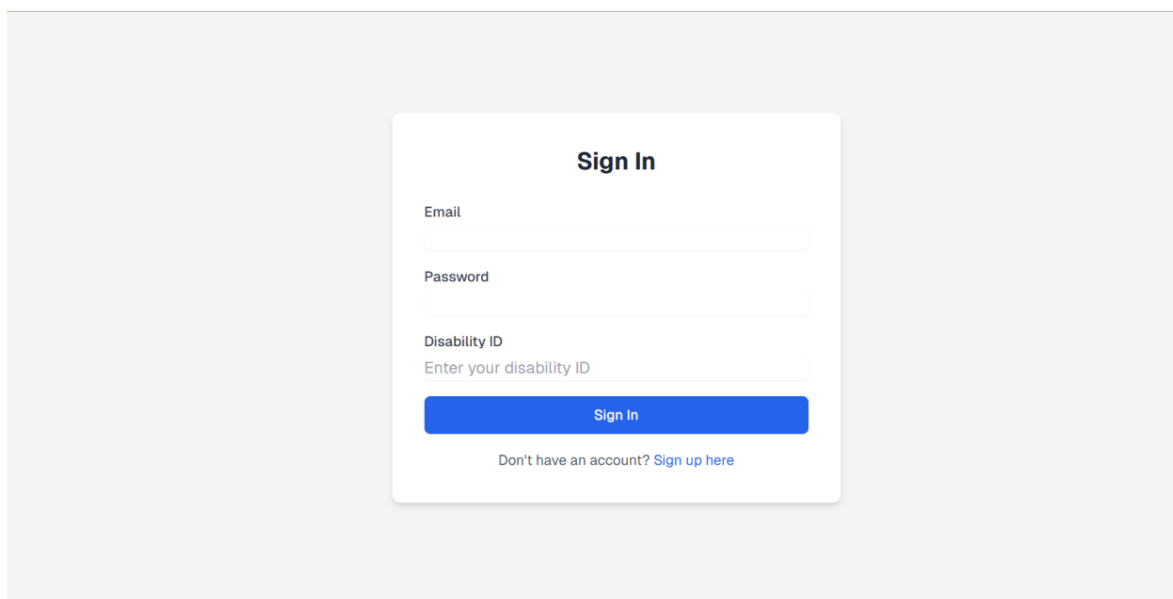 Sign In
Email
Password
Disability ID
Enter your disability ID
Sign In
Don't have an account? Sign up here